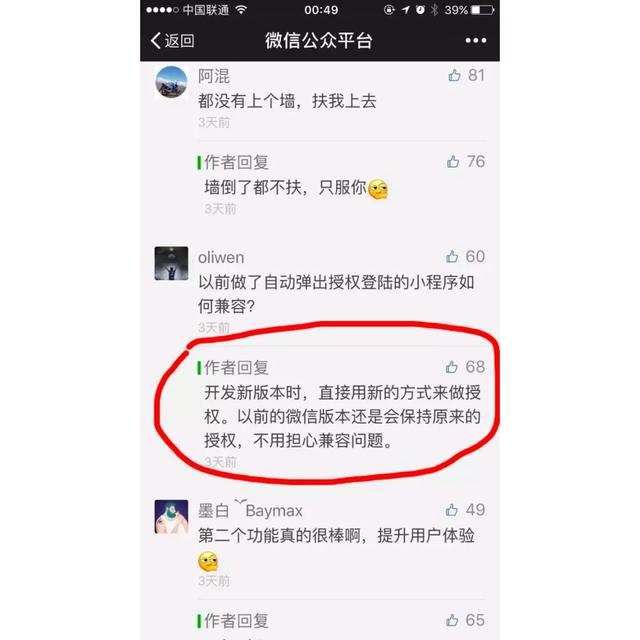 中国联通 00:49 39%
返回 微信公众平台
阿混 81
都没有上个墙，扶我上去
3天前
作者回复 76
墙倒了都不扶，只服你
3天前
oliwen 60
以前做了自动弹出授权登陆的小程序如
何兼容？
3天前
作者回复 68
开发新版本时，直接用新的方式来做授
权。以前的微信版本还是会保持原来的
授权，不用担心兼容问题。
3天前
墨白 Baymax 49
第二个功能真的很棒啊，提升用户体验
3天前
作者回复 65